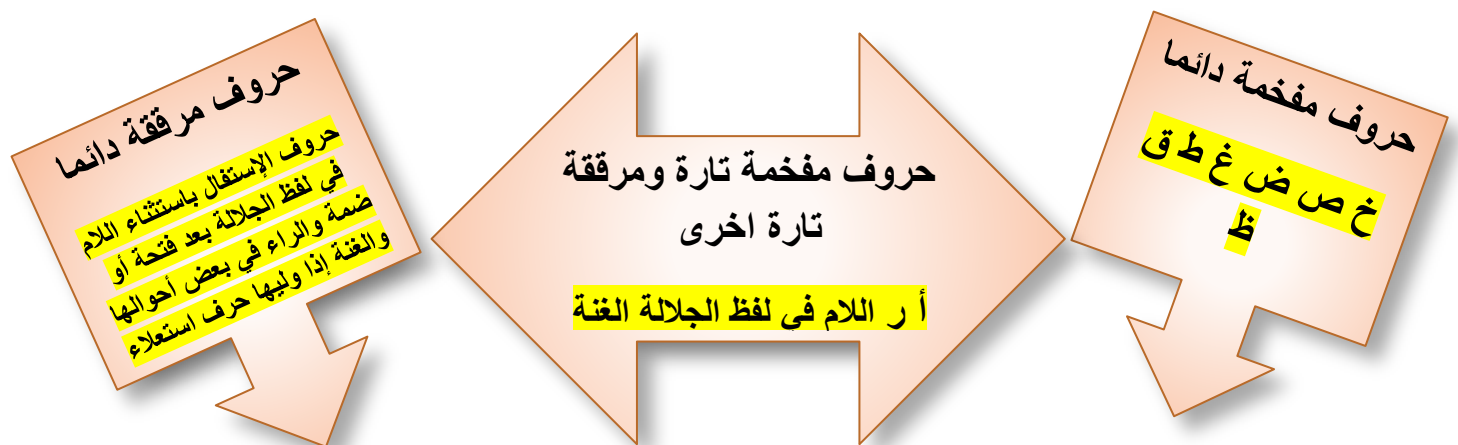 حروف مفخمة دائما
خ ص ض غ ط ق
ظ
حروف مفخمة تارة ومرققة
تارة اخرى
أ ر اللام في لفظ الجلالة الغنة
حروف مرققة دائما
حروف الإستفال باستثناء اللام
في لفظ الجلالة بعد فتحة أو
ضمة والراء في بعض أحوالها
والغنة إذا وليها حرف استعلاء